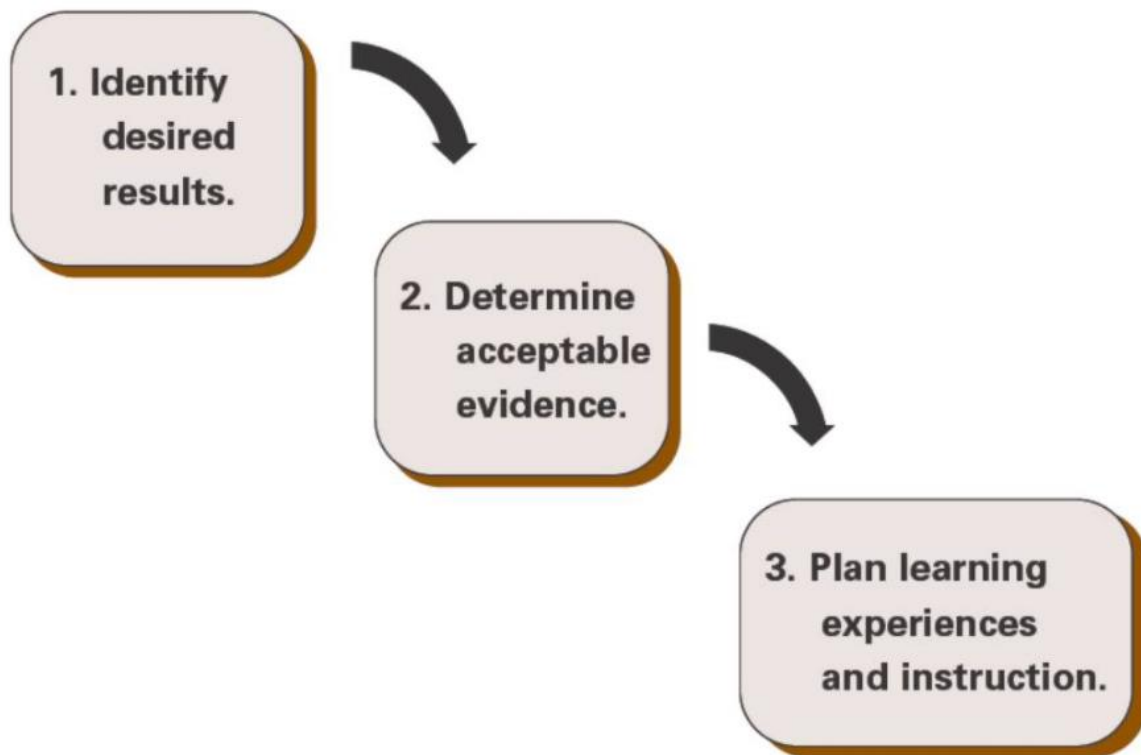 1. Identify
desired
results.
2. Determine
acceptable
evidence.
3. Plan learning
experiences
and instruction.